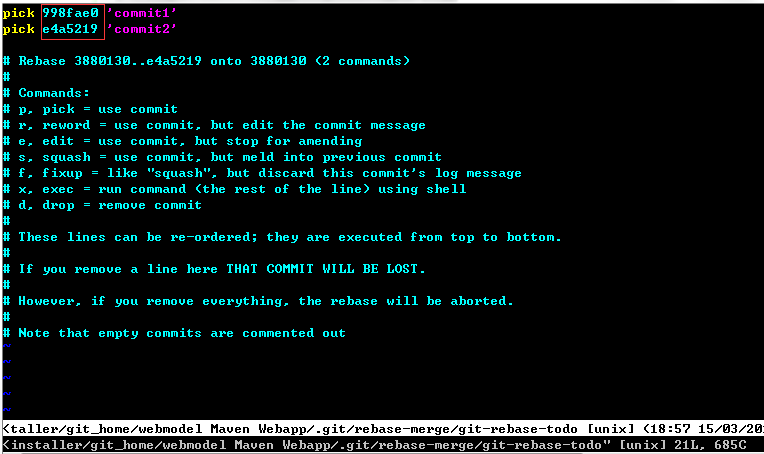 pick 998fae0 'commit1'
pick e4a5219 'commit2'
# Rebase 3880130..e4a5219 onto 3880130 (2 commands)
#
# Commands:
# p, pick = use commit
# r, reword = use commit, but edit the commit message
# e, edit = use commit, but stop for amending
# s, squash = use commit, but meld into previous commit
# f, fixup = like "squash", but discard this commit's log message
# x, exec = run command (the rest of the line) using shell
# d, drop = remove commit
#
# These lines can be re-ordered; they are executed from top to bottom.
#
# If you remove a line here THAT COMMIT WILL BE LOST.
#
# However, if you remove everything, the rebase will be aborted.
#
# Note that empty commits are commented out
~
~
~
~
~
<taller/git_home/webmodel Maven Webapp/.git/rebase-merge/git-rebase-todo [unix] (18:57 15/03/201
<installer/git_home/webmodel Maven Webapp/.git/rebase-merge/git-rebase-todo" [unix] 21L, 685C